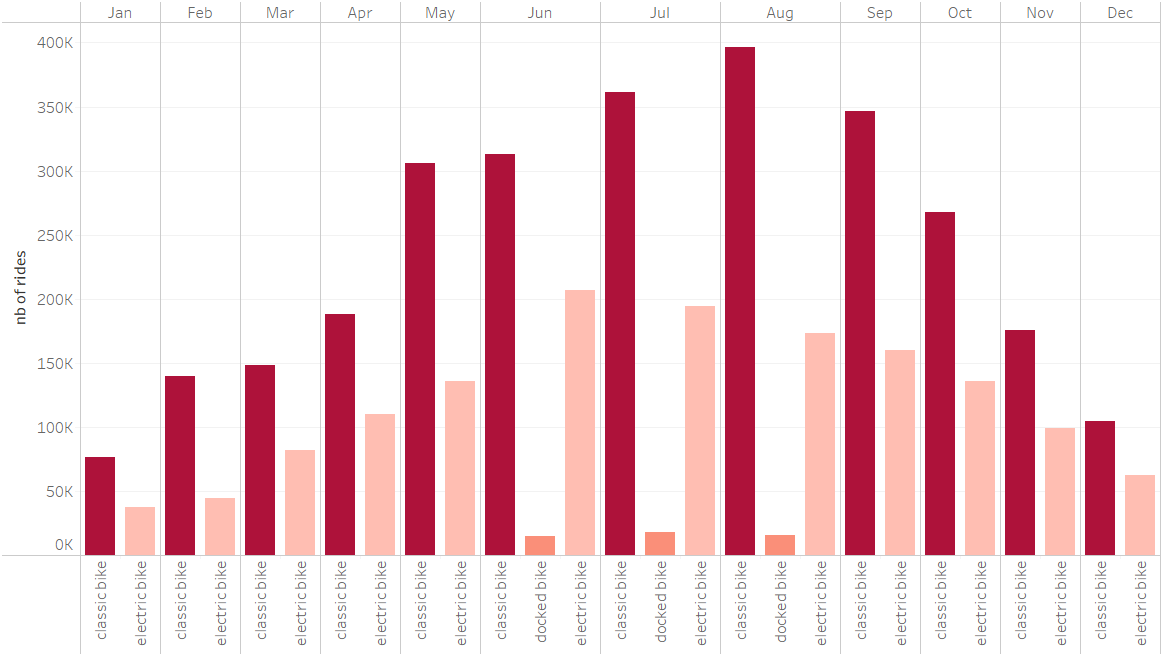 Jan Feb Mar Apr May Jun Jul Aug Sep Oct Nov Dec
400K
350K
300K
250K
200K
150K
100K
50K
0K
nb of rides
classic bike
electric bike
classic bike
electric bike
classic bike
electric bike
classic bike
electric bike
classic bike
electric bike
classic bike
docked bike
electric bike
classic bike
docked bike
electric bike
classic bike
docked bike
electric bike
classic bike
electric bike
classic bike
electric bike
classic bike
electric bike
classic bike
electric bike